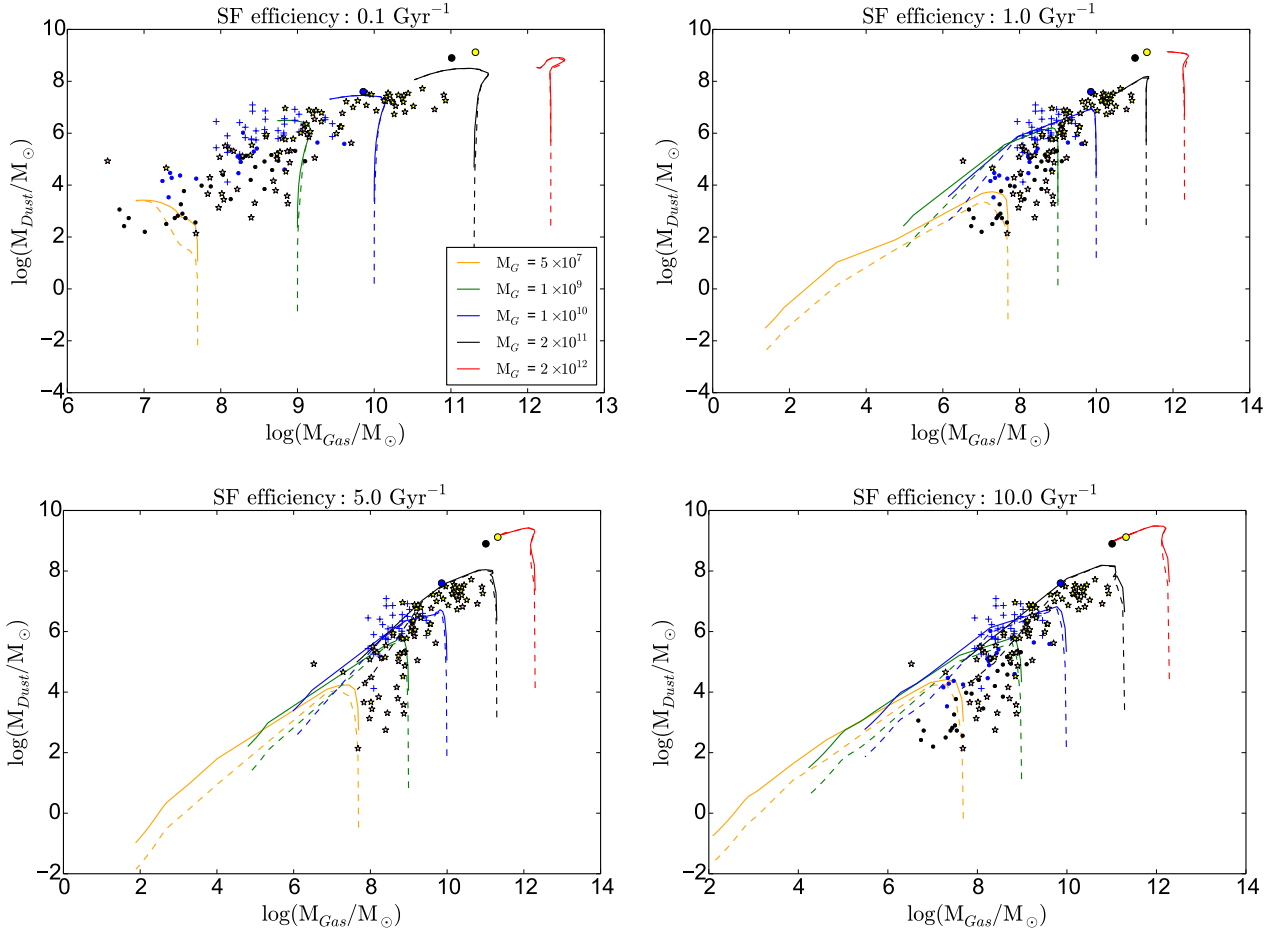 SF efficiency: 0.1 Gyr⁻¹
10
8
6
4
2
0
−2
−4
log(M_Dust/M_⊙)
M_G = 5×10⁷
M_G = 1×10⁹
M_G = 1×10¹⁰
M_G = 2×10¹¹
M_G = 2×10¹²
6 7 8 9 10 11 12 13
log(M_Gas/M_⊙)
SF efficiency: 1.0 Gyr⁻¹
10
8
6
4
2
0
−2
−4
log(M_Dust/M_⊙)
0 2 4 6 8 10 12 14
log(M_Gas/M_⊙)
SF efficiency: 5.0 Gyr⁻¹
10
8
6
4
2
0
−2
log(M_Dust/M_⊙)
0 2 4 6 8 10 12 14
log(M_Gas/M_⊙)
SF efficiency: 10.0 Gyr⁻¹
10
8
6
4
2
0
−2
log(M_Dust/M_⊙)
2 4 6 8 10 12 14
log(M_Gas/M_⊙)